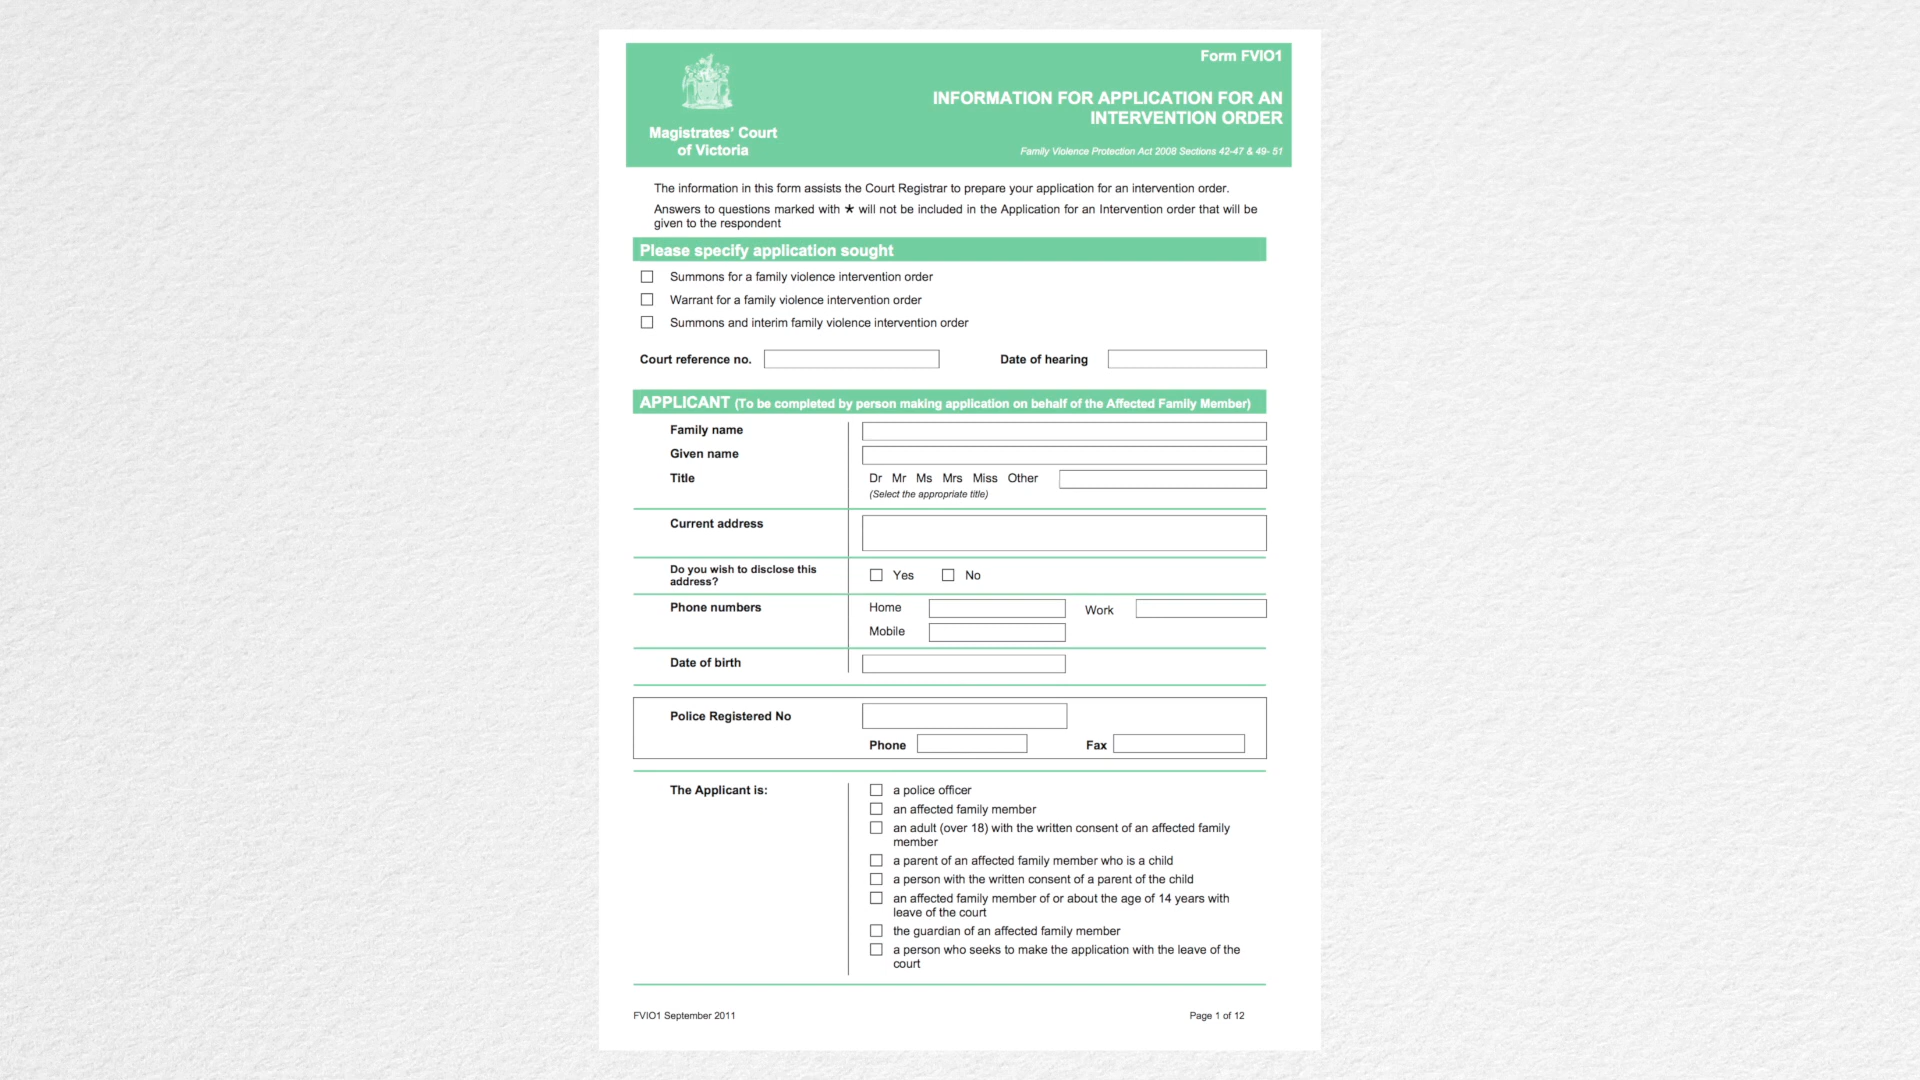 Form FVIO1
INFORMATION FOR APPLICATION FOR AN
INTERVENTION ORDER
Magistrates' Court
of Victoria
Family Violence Protection Act 2008 Sections 42-47 & 49- 51
The information in this form assists the Court Registrar to prepare your application for an intervention order.
Answers to questions marked with * will not be included in the Application for an Intervention order that will be
given to the respondent
Please specify application sought
Summons for a family violence intervention order
Warrant for a family violence intervention order
Summons and interim family violence intervention order
Court reference no. Date of hearing
APPLICANT (To be completed by person making application on behalf of the Affected Family Member)
Family name
Given name
Title Dr Mr Ms Mrs Miss Other
(Select the appropriate title)
Current address
Do you wish to disclose this
address?
Yes No
Phone numbers Home Work
Mobile
Date of birth
Police Registered No
Phone Fax
The Applicant is: a police officer
an affected family member
an adult (over 18) with the written consent of an affected family
member
a parent of an affected family member who is a child
a person with the written consent of a parent of the child
an affected family member of or about the age of 14 years with
leave of the court
the guardian of an affected family member
a person who seeks to make the application with the leave of the
court
FVIO1 September 2011 Page 1 of 12